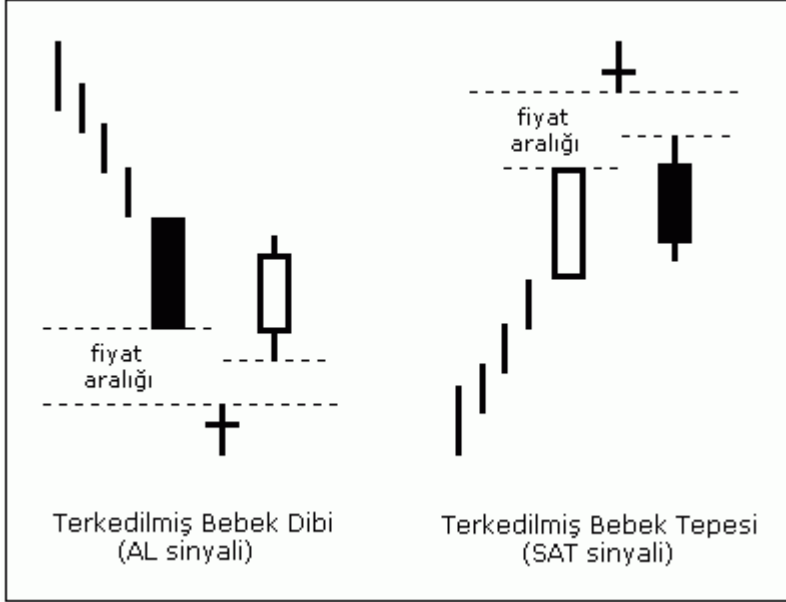 fiyat
aralığı
Terkedilmiş Bebek Dibi
(AL sinyali)
fiyat
aralığı
Terkedilmiş Bebek Tepesi
(SAT sinyali)